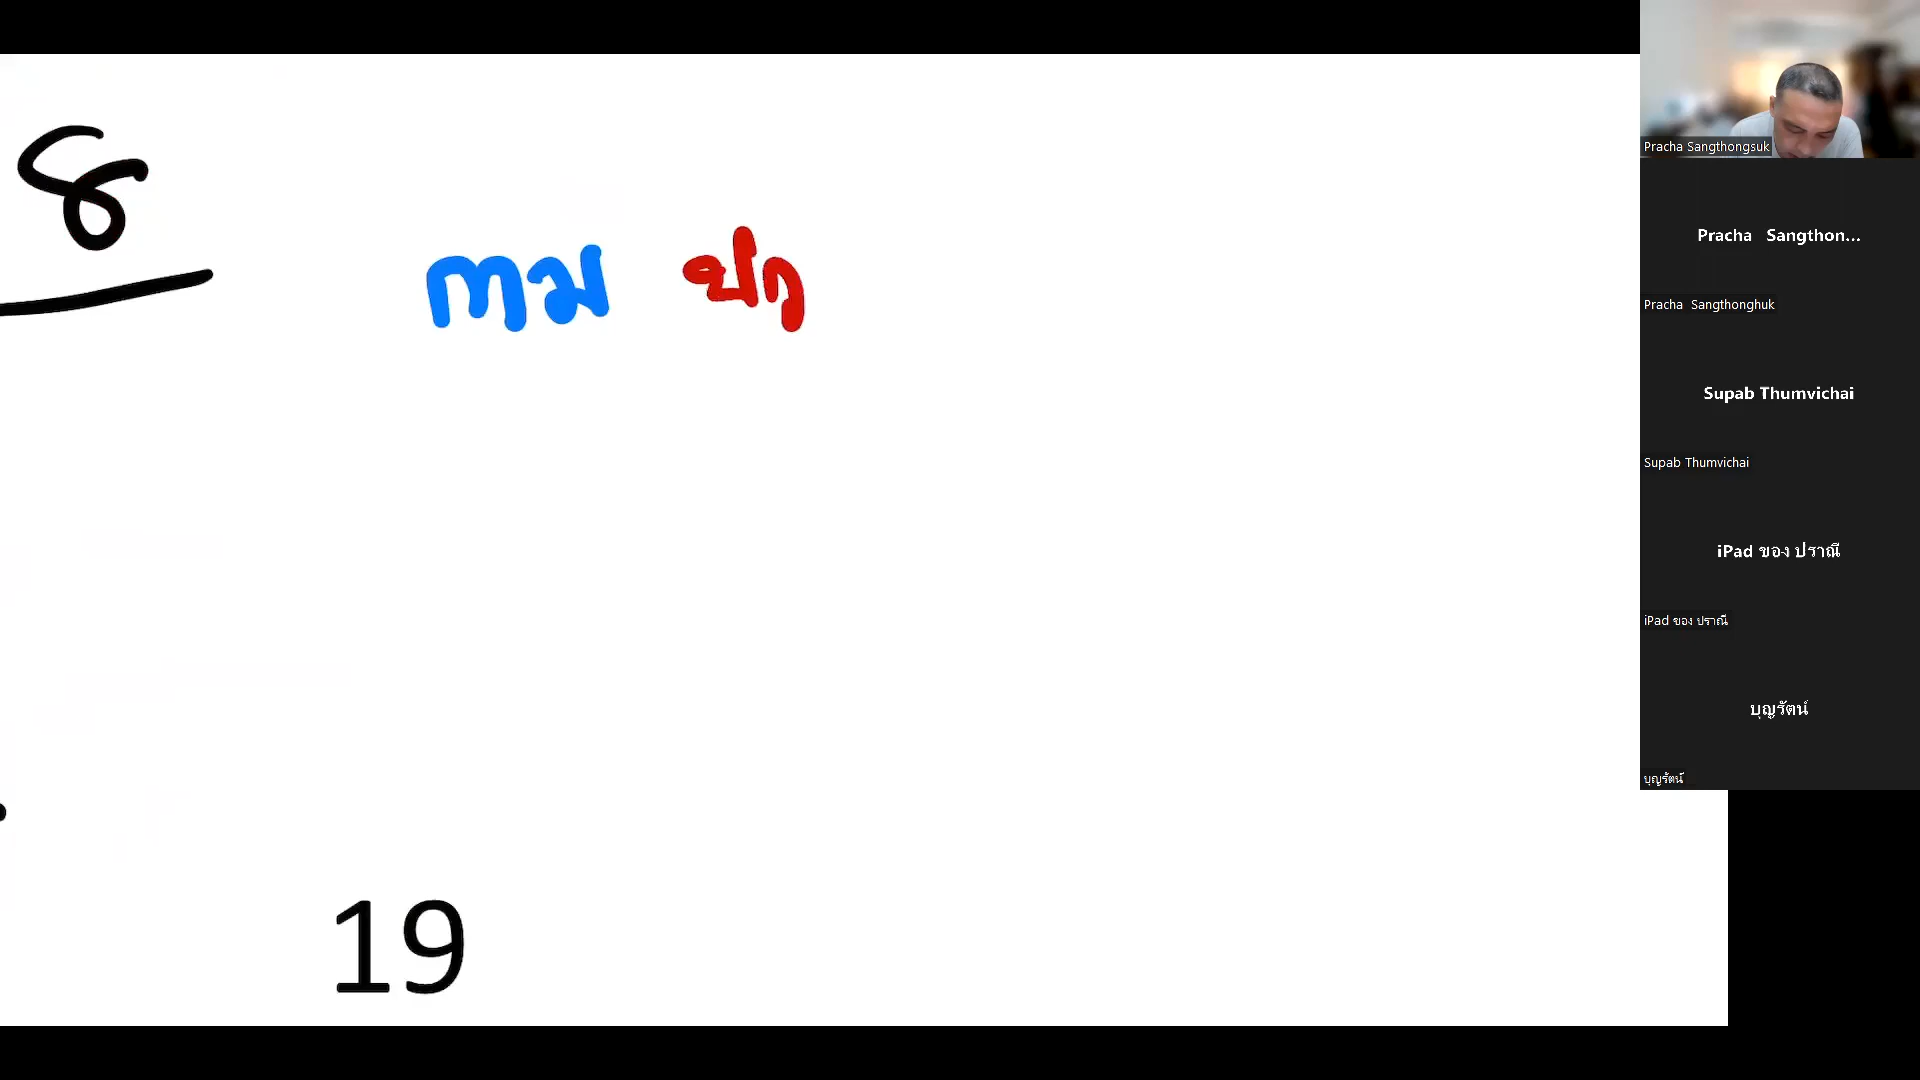 8
กาม ปก
19
Pracha Sangthongsuk
Pracha Sangthon...
Pracha Sangthonghuk
Supab Thumvichai
Supab Thumvichai
iPad ของ ปราณี
iPad ของ ปราณี
บุญรัตน์
บุญรัตน์